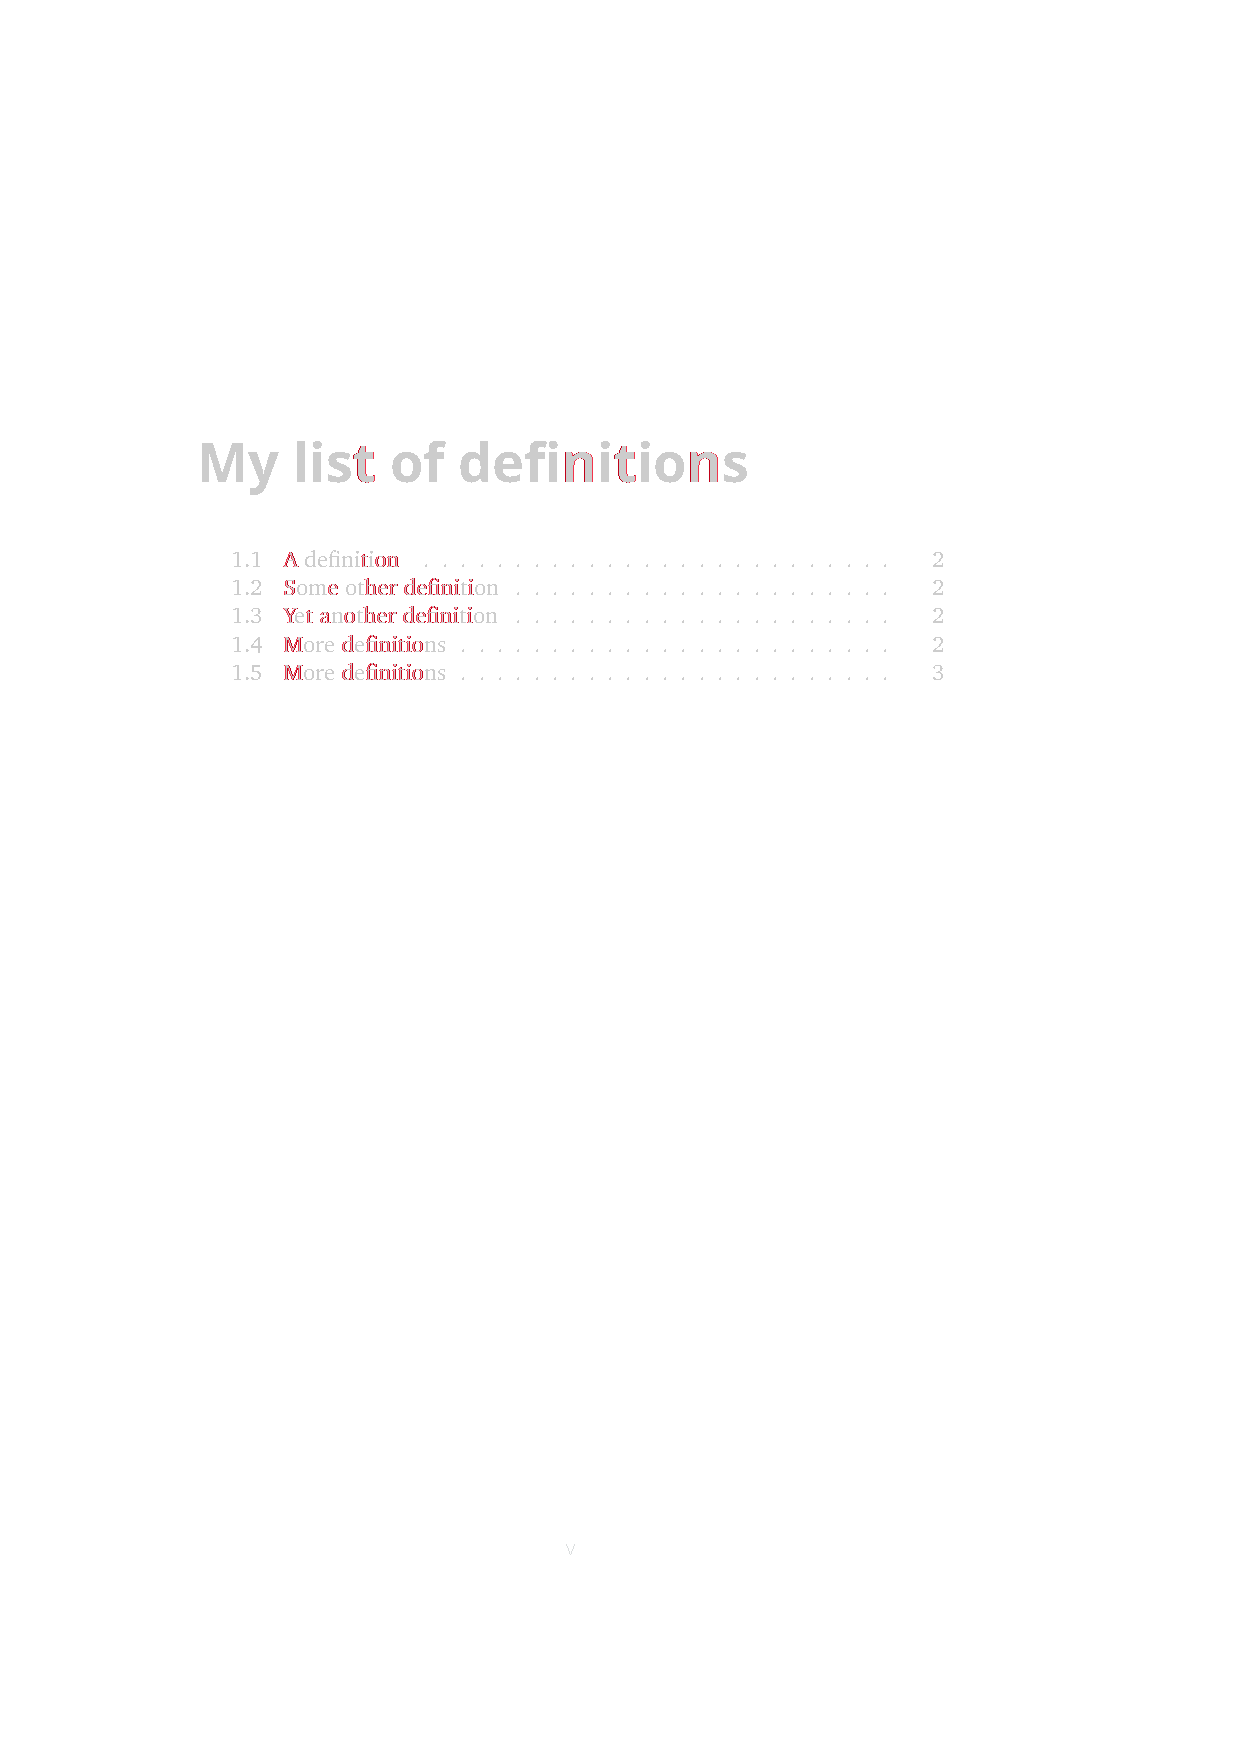 My list of definitions
1.1 A definition . . . . . . . . . . . . . . . . . . . . . . . . . . 2
1.2 Some other definition . . . . . . . . . . . . . . . . . . . . . 2
1.3 Yet another definition . . . . . . . . . . . . . . . . . . . . . 2
1.4 More definitions . . . . . . . . . . . . . . . . . . . . . . . . 2
1.5 More definitions . . . . . . . . . . . . . . . . . . . . . . . . 3
v